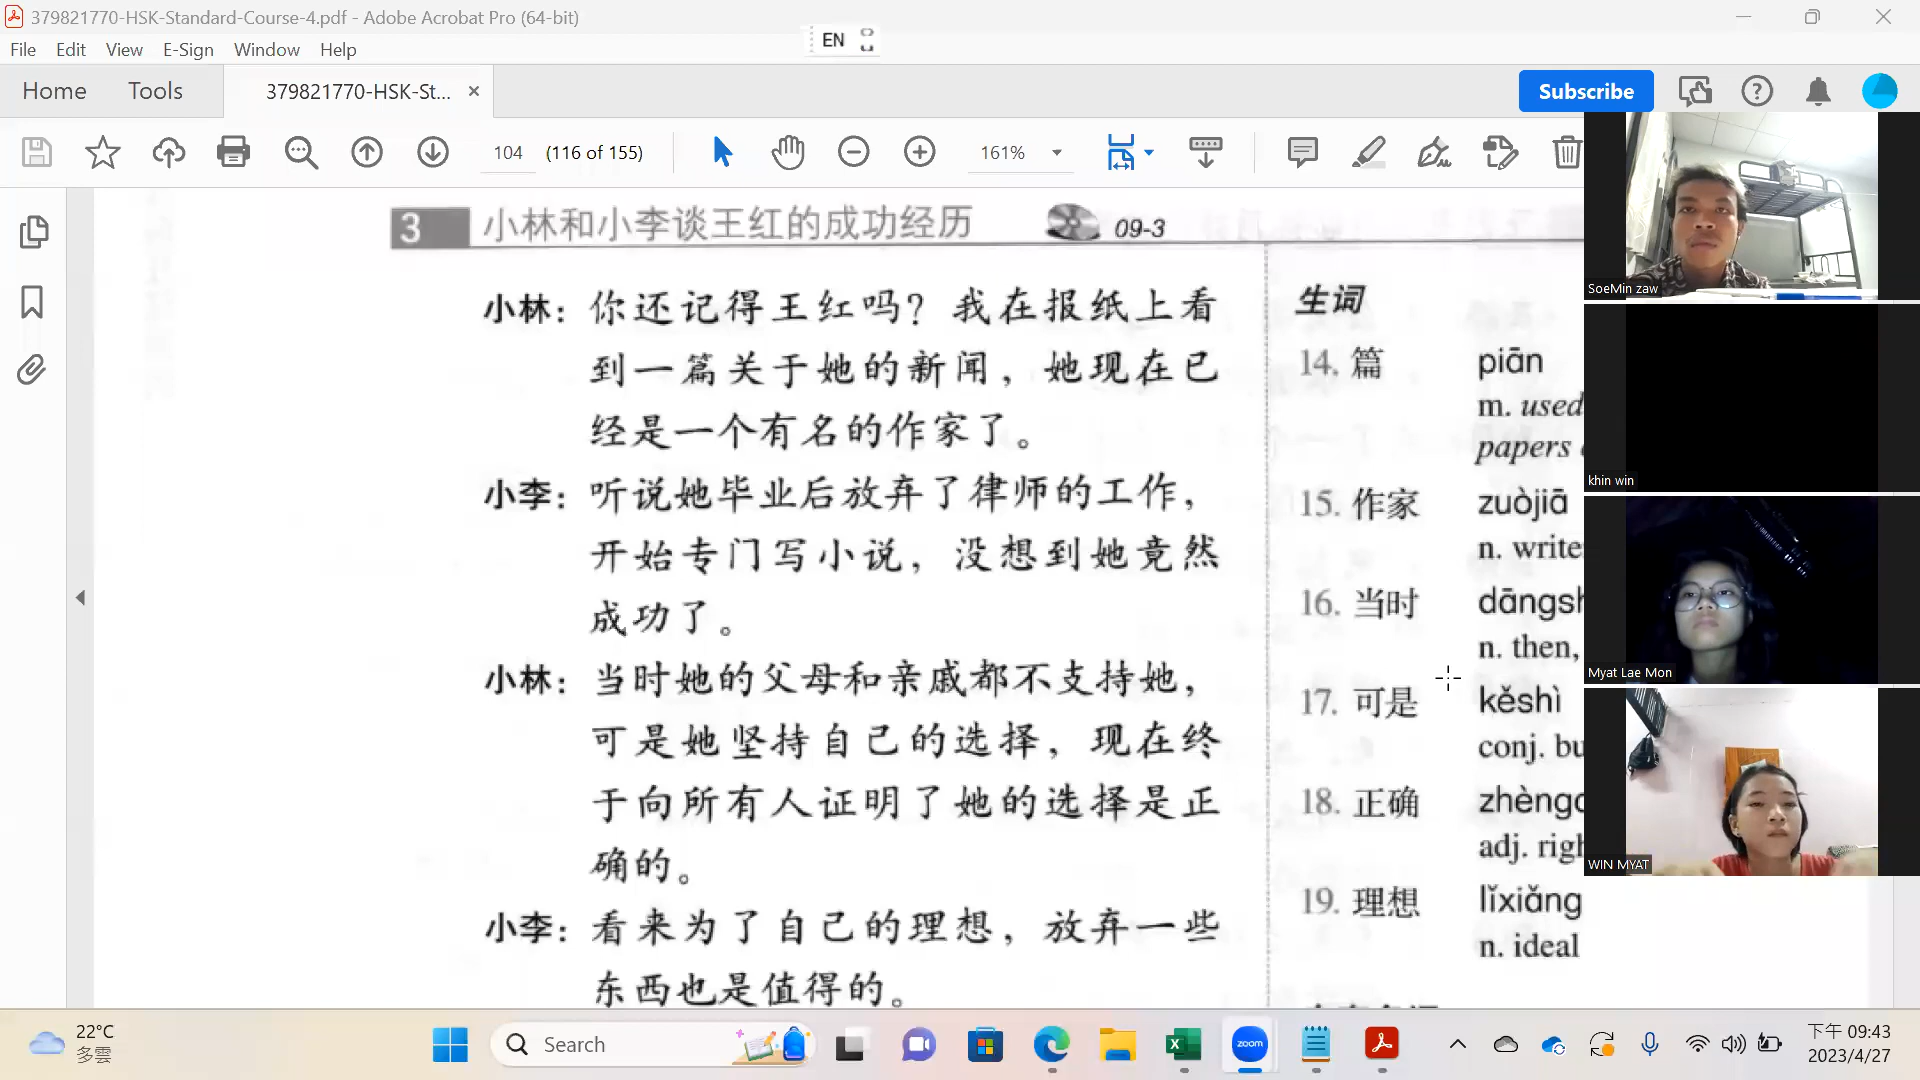 379821770-HSK-Standard-Course-4.pdf - Adobe Acrobat Pro (64-bit)
File Edit View E-Sign Window Help
EN
Home Tools 379821770-HSK-St... Subscribe
104 (116 of 155) 161%
3 小林和小李谈王红的成功经历 09-3
小林：你还记得王红吗？我在报纸上看
到一篇关于她的新闻，她现在已
经是一个有名的作家了。
小李：听说她毕业后放弃了律师的工作，
开始专门写小说，没想到她竟然
成功了。
小林：当时她的父母和亲戚都不支持她，
可是她坚持自己的选择，现在终
于向所有人证明了她的选择是正
确的。
小李：看来为了自己的理想，放弃一些
东西也是值得的。
生词
14. 篇 piān
m. used
papers
15. 作家 zuòjiā
n. write
16. 当时 dāngsh
n. then,
17. 可是 kěshì
conj. bu
18. 正确 zhèng
adj. righ
19. 理想 lǐxiǎng
n. ideal
SoeMin zaw
khin win
Myat Lae Mon
WIN MYAT
22°C
多雲
Search
zoom
下午 09:43
2023/4/27